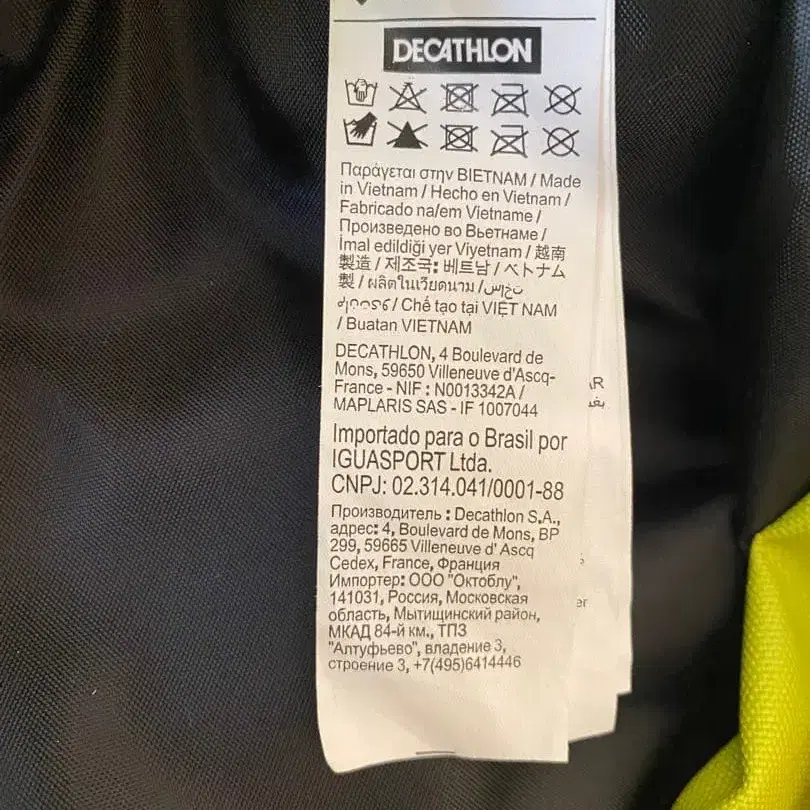 DECATHLON
Παράγεται στην ΒΙΕΤΝΑΜ / Made
in Vietnam / Hecho en Vietnam /
Fabricado na/em Vietname /
Произведено во Вьетнаме /
İmal edildiği yer Viyetnam / 越南
製造 / 제조국: 베트남 / ベトナム
製 / ผลิตในเวียดนาม /
/ Chế tạo tại VIỆT NAM
/ Buatan VIETNAM
DECATHLON, 4 Boulevard de
Mons, 59650 Villeneuve d'Ascq-
France - NIF : N0013342A /
MAPLARIS SAS - IF 1007044
Importado para o Brasil por
IGUASPORT Ltda.
CNPJ: 02.314.041/0001-88
Производитель : Decathlon S.A.,
адрес: 4, Boulevard de Mons, BP
299, 59665 Villeneuve d' Ascq
Cedex, France, Франция
Импортер: ООО "Октоблу",
141031, Россия, Московская
область, Мытищинский район,
МКАД 84-й км., ТПЗ
"Алтуфьево", владение 3,
строение 3, +7(495)6414446